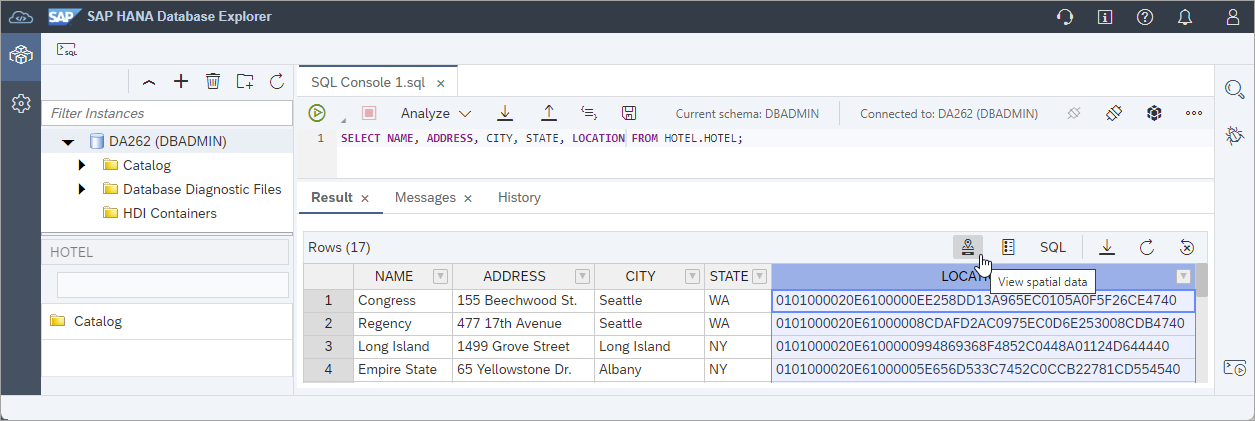 SAP SAP HANA Database Explorer
SQL
Filter Instances
DA262 (DBADMIN)
Catalog
Database Diagnostic Files
HDI Containers
HOTEL
Catalog
SQL Console 1.sql ×
Analyze Current schema: DBADMIN Connected to: DA262 (DBADMIN)
1 SELECT NAME, ADDRESS, CITY, STATE, LOCATION FROM HOTEL.HOTEL;
Result × Messages × History
Rows (17) SQL
View spatial data
NAME ADDRESS CITY STATE
1 Congress 155 Beechwood St. Seattle WA 0101000020E6100000EE258DD13A965EC0105A0F5F26CE4740
2 Regency 477 17th Avenue Seattle WA 0101000020E61000008CDAFD2AC0975EC0D6E253008CDB4740
3 Long Island 1499 Grove Street Long Island NY 0101000020E6100000994869368F4852C0448A01124D644440
4 Empire State 65 Yellowstone Dr. Albany NY 0101000020E61000005E656D533C7452C0CCB22781CD554540